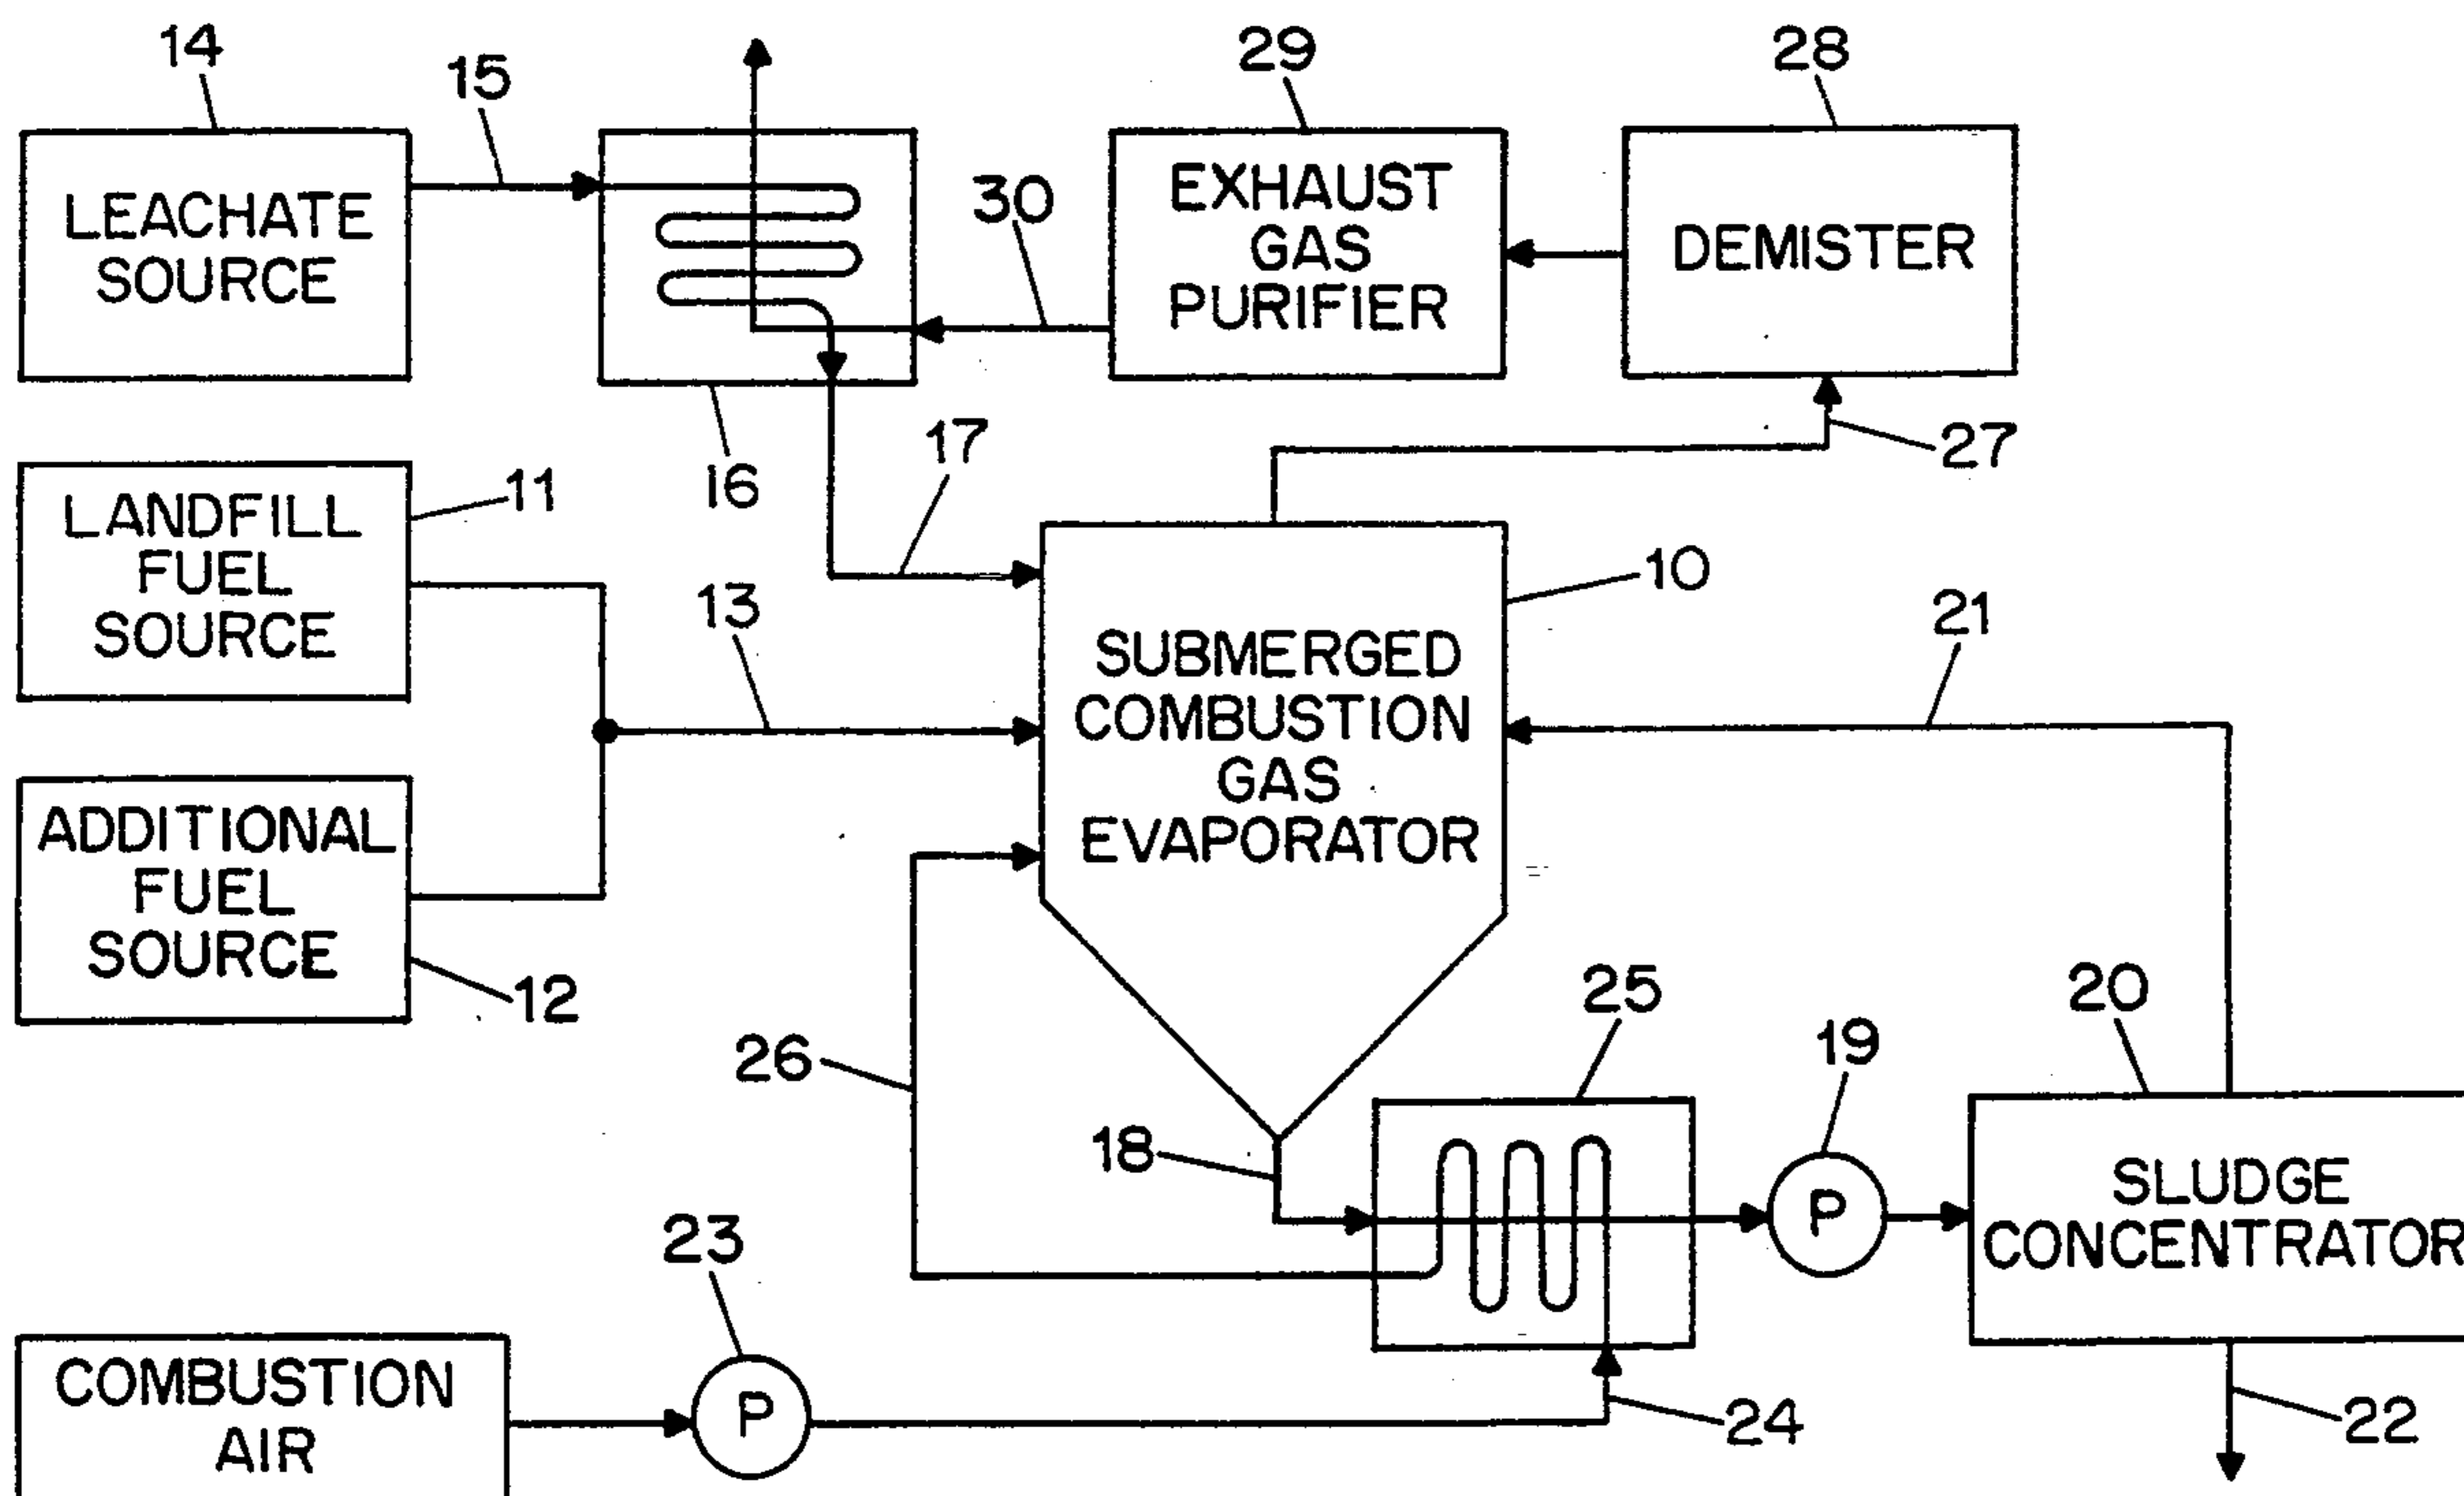 14
15
29
28
LEACHATE
SOURCE
30
EXHAUST
GAS
PURIFIER
DEMISTER
16
17
27
11
LANDFILL
FUEL
SOURCE
13
10
21
SUBMERGED
COMBUSTION
GAS
EVAPORATOR
ADDITIONAL
FUEL
SOURCE
12
26
25
19
20
18
P
SLUDGE
CONCENTRATOR
23
COMBUSTION
AIR
P
24
22